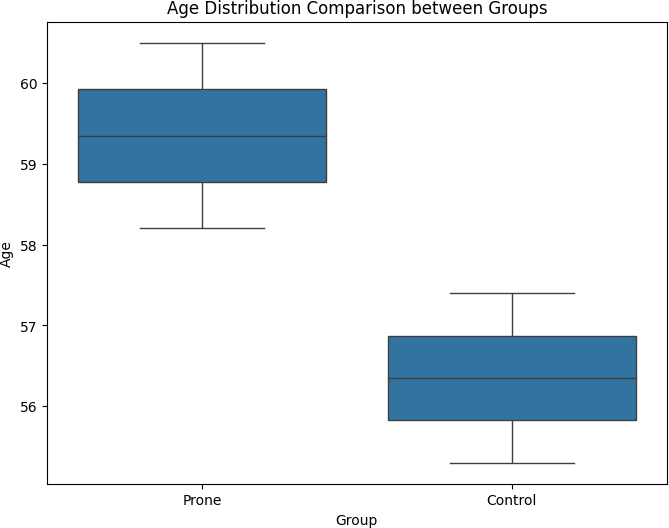 Age Distribution Comparison between Groups
60
59
58
57
56
Age
Prone
Control
Group